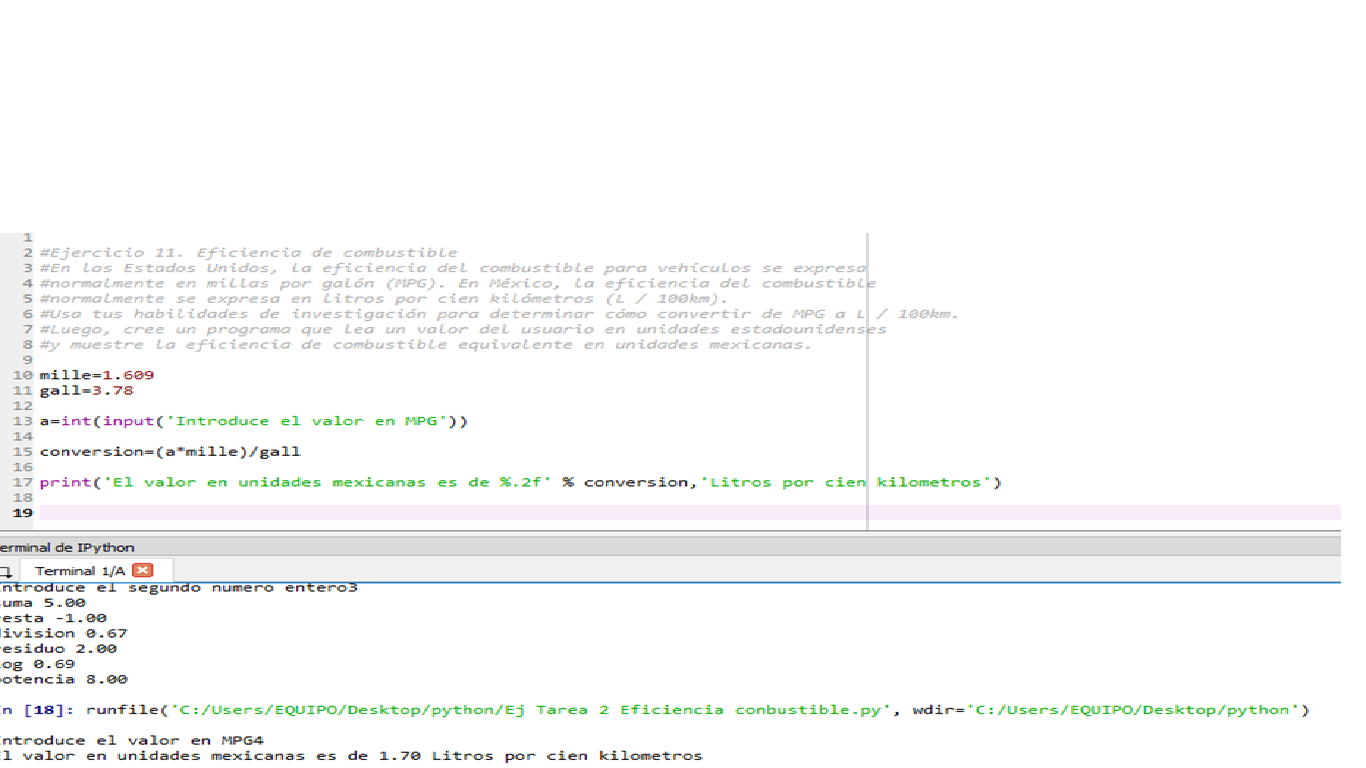 1
2 #Ejercicio 11. Eficiencia de combustible
3 #En los Estados Unidos, la eficiencia del combustible para vehículos se expresa
4 #normalmente en millas por galón (MPG). En México, la eficiencia del combustible
5 #normalmente se expresa en litros por cien kilómetros (L / 100km).
6 #Usa tus habilidades de investigación para determinar cómo convertir de MPG a L / 100km.
7 #Luego, cree un programa que lea un valor del usuario en unidades estadounidenses
8 #y muestre la eficiencia de combustible equivalente en unidades mexicanas.
9
10 mille=1.609
11 gall=3.78
12
13 a=int(input('Introduce el valor en MPG'))
14
15 conversion=(a*mille)/gall
16
17 print('El valor en unidades mexicanas es de %.2f' % conversion,'Litros por cien kilometros')
18
19
erminal de IPython
Terminal 1/A
ntroduce el segundo numero entero3
uma 5.00
esta -1.00
ivision 0.67
esiduo 2.00
og 0.69
otencia 8.00
n [18]: runfile('C:/Users/EQUIPO/Desktop/python/Ej Tarea 2 Eficiencia conbustible.py', wdir='C:/Users/EQUIPO/Desktop/python')
ntroduce el valor en MPG4
l valor en unidades mexicanas es de 1.70 Litros por cien kilometros